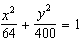 x²/64 + y²/400 = 1